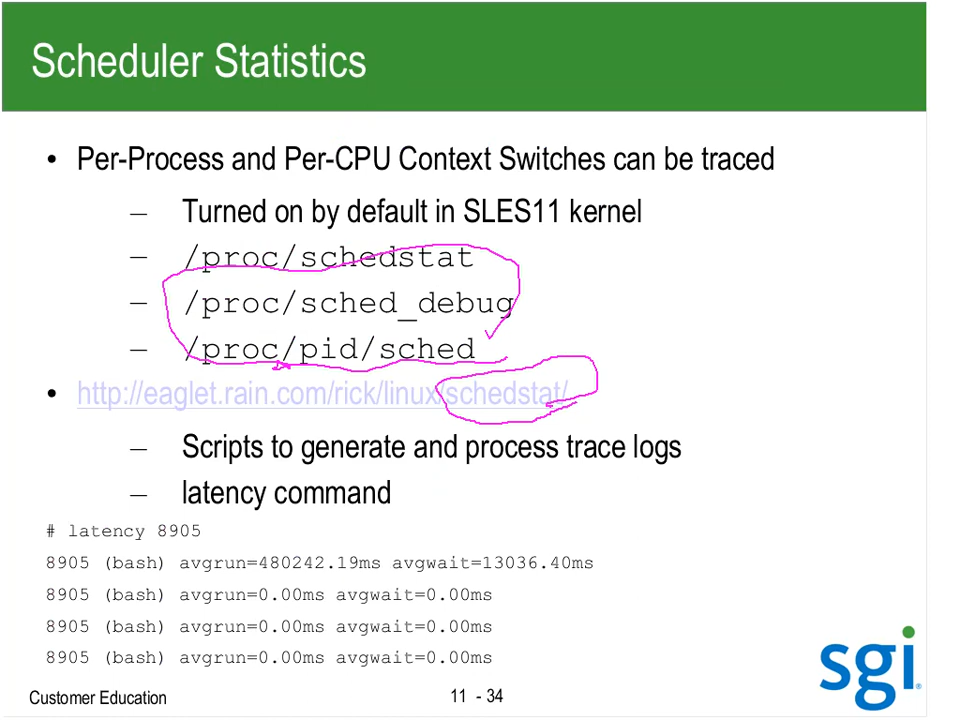 Scheduler Statistics
• Per-Process and Per-CPU Context Switches can be traced
– Turned on by default in SLES11 kernel
– /proc/schedstat
– /proc/sched_debug
– /proc/pid/sched
• http://eaglet.rain.com/rick/linux/schedstat/
– Scripts to generate and process trace logs
– latency command
# latency 8905
8905 (bash) avgrun=480242.19ms avgwait=13036.40ms
8905 (bash) avgrun=0.00ms avgwait=0.00ms
8905 (bash) avgrun=0.00ms avgwait=0.00ms
8905 (bash) avgrun=0.00ms avgwait=0.00ms
sgi®
Customer Education
11 - 34